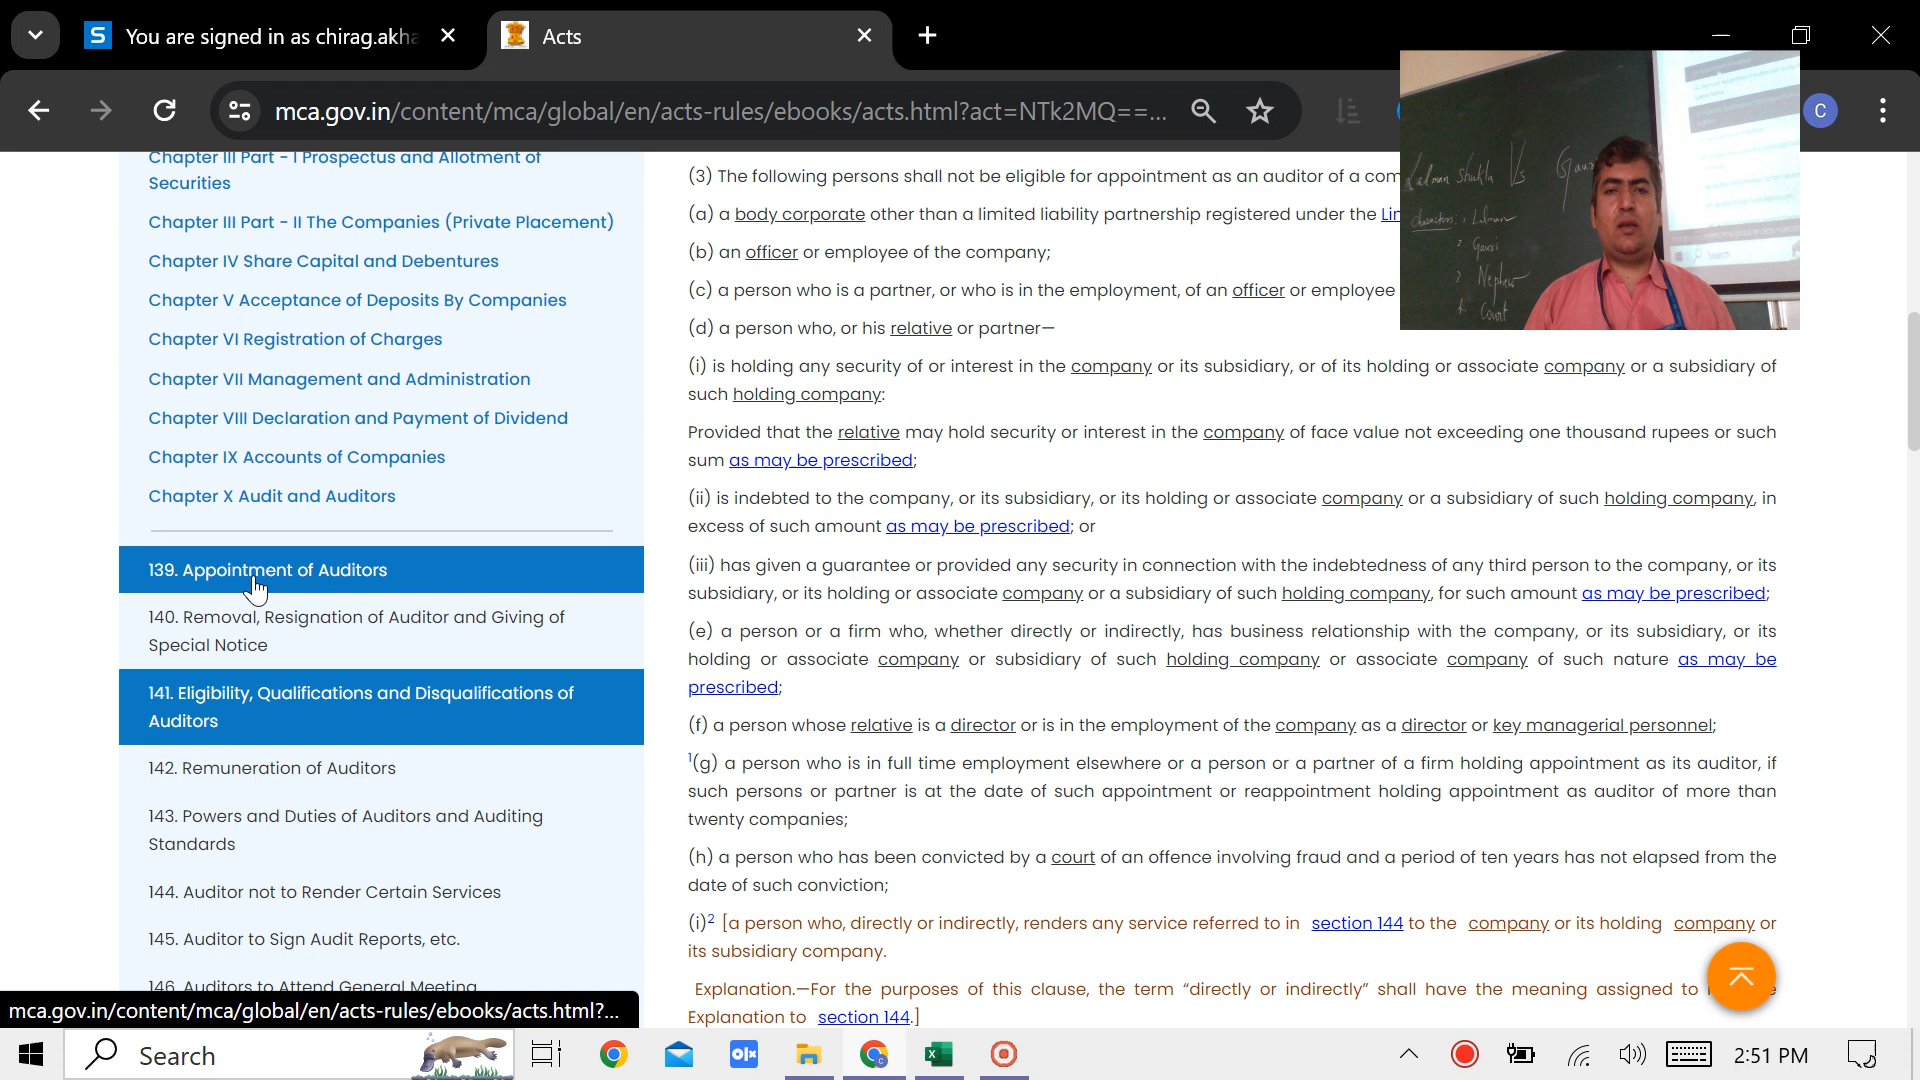 You are signed in as chirag.akha
Acts
mca.gov.in/content/mca/global/en/acts-rules/ebooks/acts.html?act=NTk2MQ==...
C
Lalman Shukla Vs Gauri
Characters: 1 Lalman
2 Gauri
3 Nephew
4 Court
Chapter III Part - I Prospectus and Allotment of
Securities
Chapter III Part - II The Companies (Private Placement)
Chapter IV Share Capital and Debentures
Chapter V Acceptance of Deposits By Companies
Chapter VI Registration of Charges
Chapter VII Management and Administration
Chapter VIII Declaration and Payment of Dividend
Chapter IX Accounts of Companies
Chapter X Audit and Auditors
139. Appointment of Auditors
140. Removal, Resignation of Auditor and Giving of
Special Notice
141. Eligibility, Qualifications and Disqualifications of
Auditors
142. Remuneration of Auditors
143. Powers and Duties of Auditors and Auditing
Standards
144. Auditor not to Render Certain Services
145. Auditor to Sign Audit Reports, etc.
146. Auditors to Attend General Meeting
mca.gov.in/content/mca/global/en/acts-rules/ebooks/acts.html?...
(3) The following persons shall not be eligible for appointment as an auditor of a com
(a) a body corporate other than a limited liability partnership registered under the Lir
(b) an officer or employee of the company;
(c) a person who is a partner, or who is in the employment, of an officer or employee
(d) a person who, or his relative or partner—
(i) is holding any security of or interest in the company or its subsidiary, or of its holding or associate company or a subsidiary of
such holding company:
Provided that the relative may hold security or interest in the company of face value not exceeding one thousand rupees or such
sum as may be prescribed;
(ii) is indebted to the company, or its subsidiary, or its holding or associate company or a subsidiary of such holding company, in
excess of such amount as may be prescribed; or
(iii) has given a guarantee or provided any security in connection with the indebtedness of any third person to the company, or its
subsidiary, or its holding or associate company or a subsidiary of such holding company, for such amount as may be prescribed;
(e) a person or a firm who, whether directly or indirectly, has business relationship with the company, or its subsidiary, or its
holding or associate company or subsidiary of such holding company or associate company of such nature as may be
prescribed;
(f) a person whose relative is a director or is in the employment of the company as a director or key managerial personnel;
1(g) a person who is in full time employment elsewhere or a person or a partner of a firm holding appointment as its auditor, if
such persons or partner is at the date of such appointment or reappointment holding appointment as auditor of more than
twenty companies;
(h) a person who has been convicted by a court of an offence involving fraud and a period of ten years has not elapsed from the
date of such conviction;
(i)2 [a person who, directly or indirectly, renders any service referred to in section 144 to the company or its holding company or
its subsidiary company.
Explanation.—For the purposes of this clause, the term “directly or indirectly” shall have the meaning assigned to
Explanation to section 144.]
Search
olx
2:51 PM